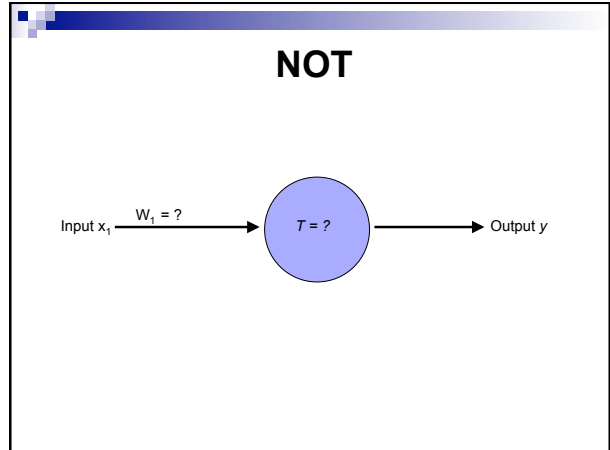 NOT
W₁ = ?
Input x₁
T = ?
Output y